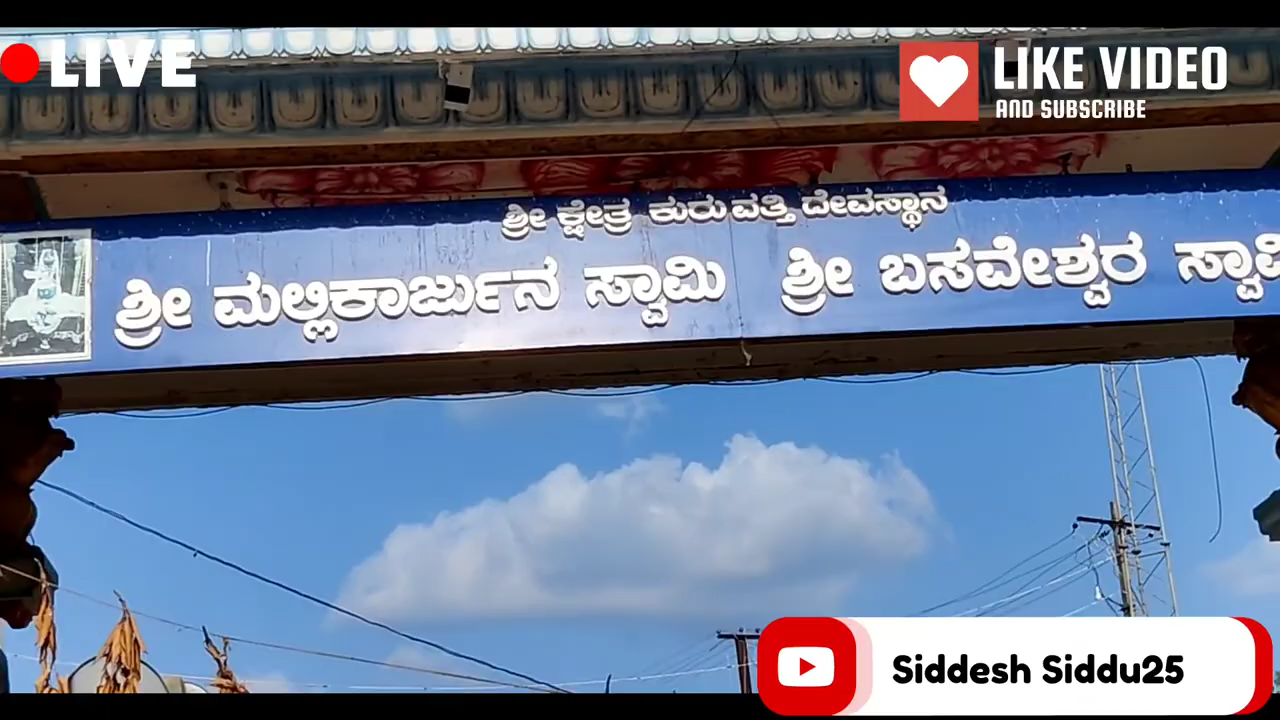 LIVE
LIKE VIDEO
AND SUBSCRIBE
ಶ್ರೀ ಕ್ಷೇತ್ರ ಕುರುವತ್ತಿ ದೇವಸ್ಥಾನ
ಶ್ರೀ ಮಲ್ಲಿಕಾರ್ಜುನ ಸ್ವಾಮಿ ಶ್ರೀ ಬಸವೇಶ್ವರ ಸ್ವಾಮಿ
Siddesh Siddu25